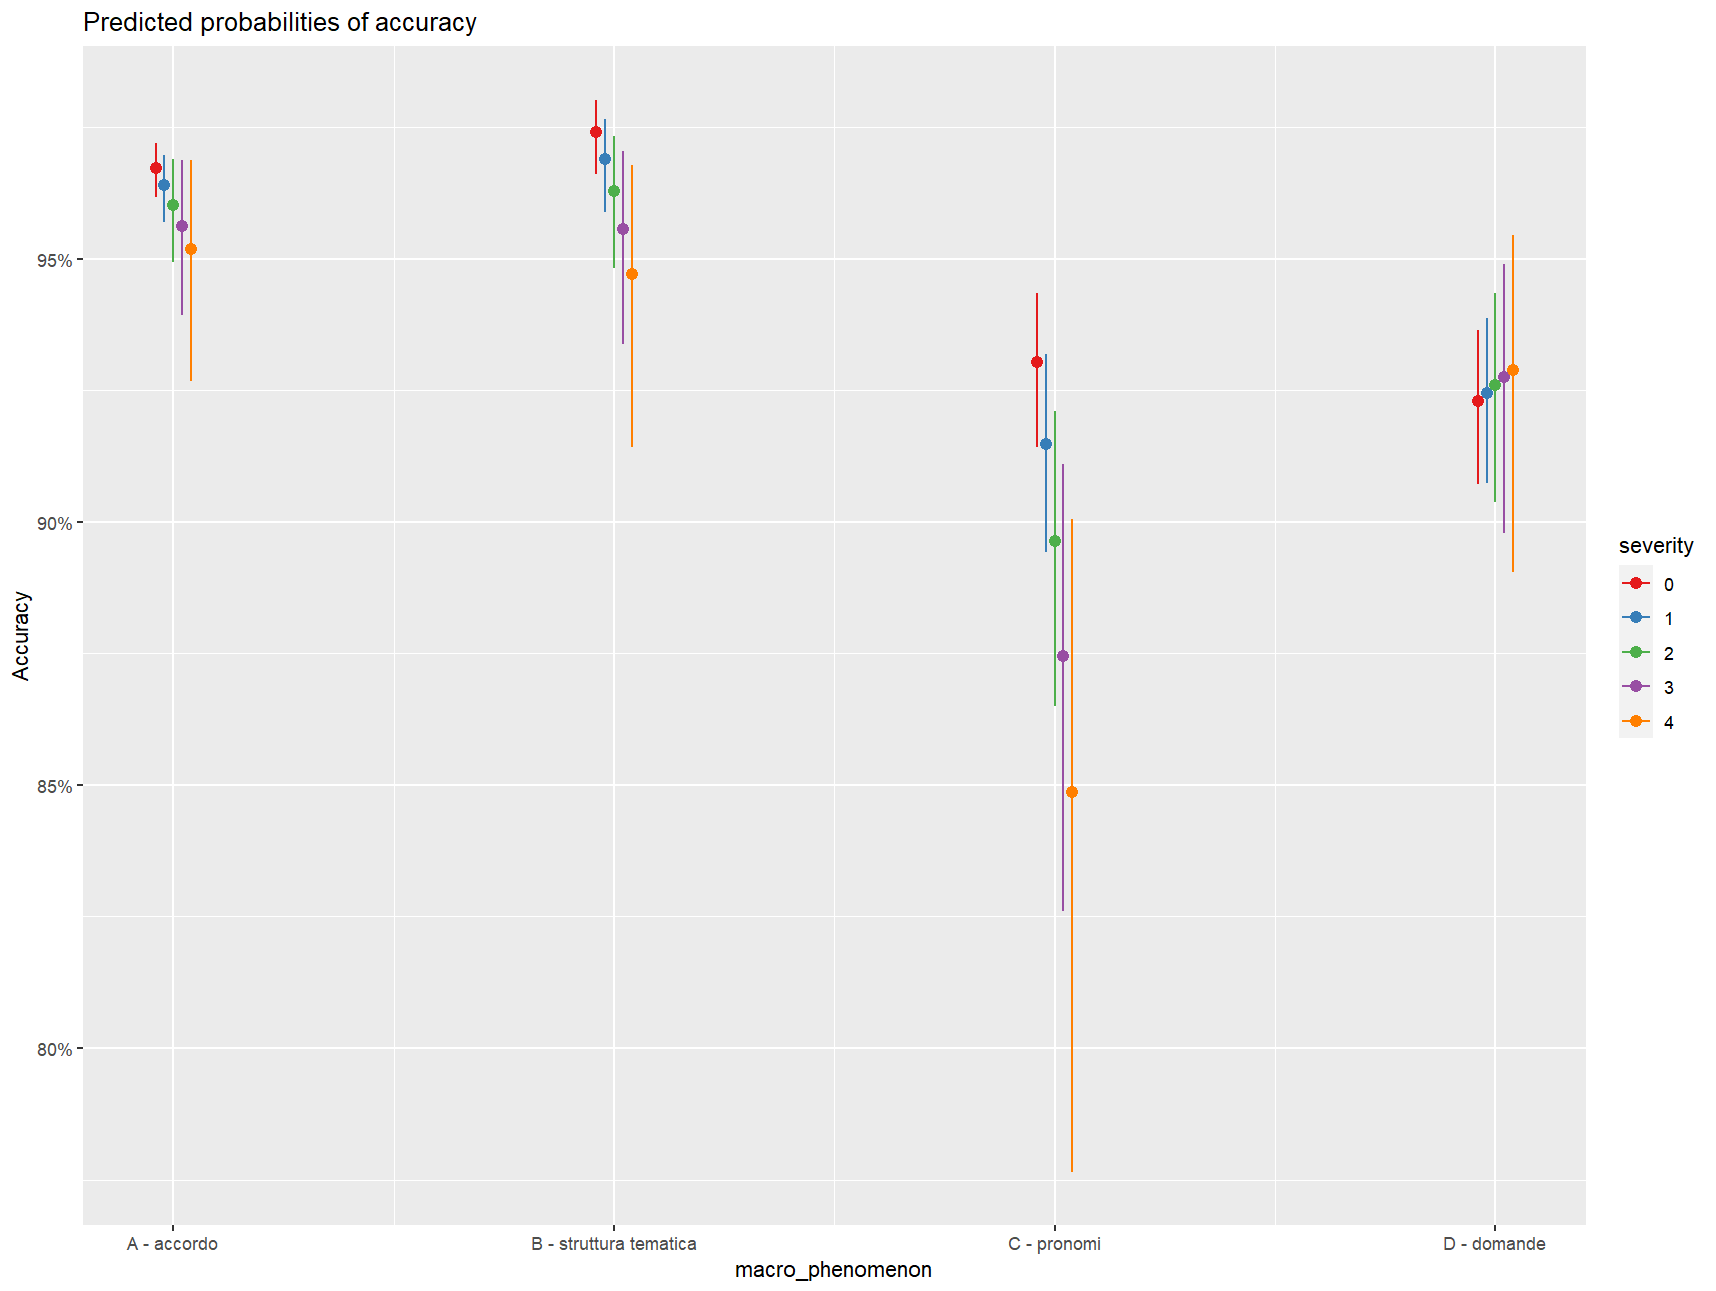 Predicted probabilities of accuracy
Accuracy
95%
90%
85%
80%
A - accordo
B - struttura tematica
C - pronomi
D - domande
macro_phenomenon
severity
0
1
2
3
4